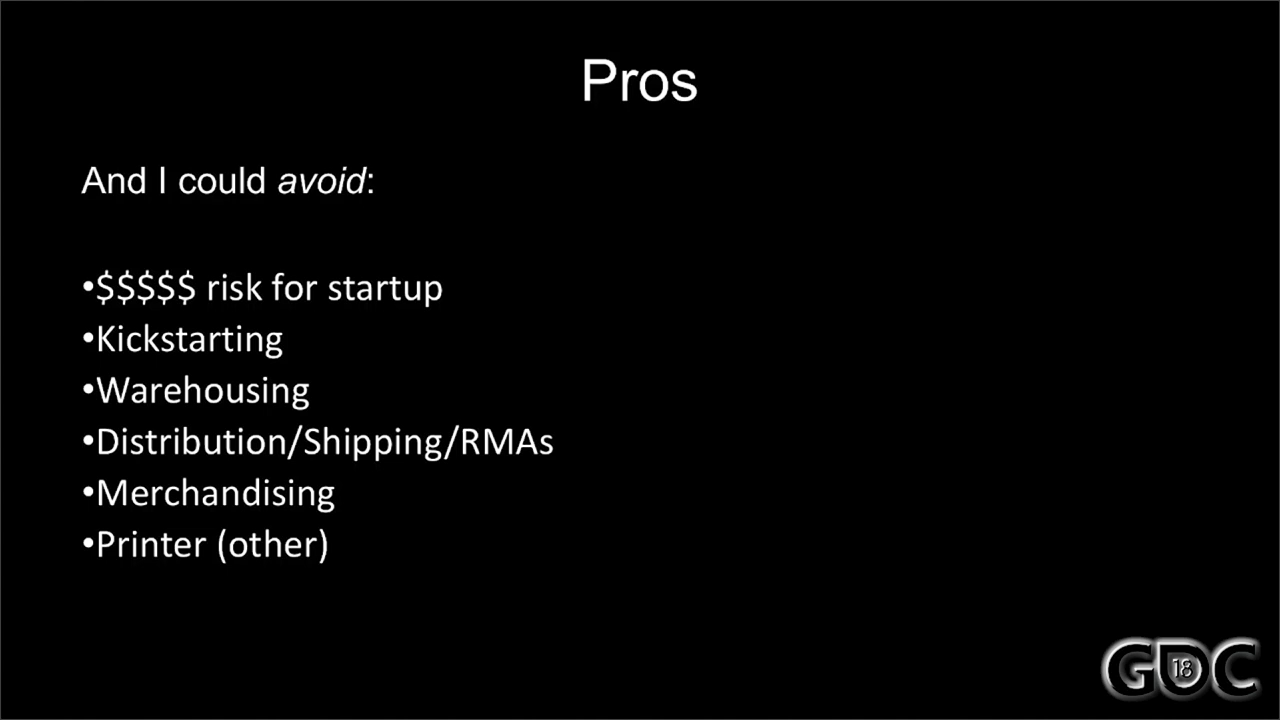 Pros
And I could avoid:
•$$$$$ risk for startup
•Kickstarting
•Warehousing
•Distribution/Shipping/RMAs
•Merchandising
•Printer (other)
GDC
18